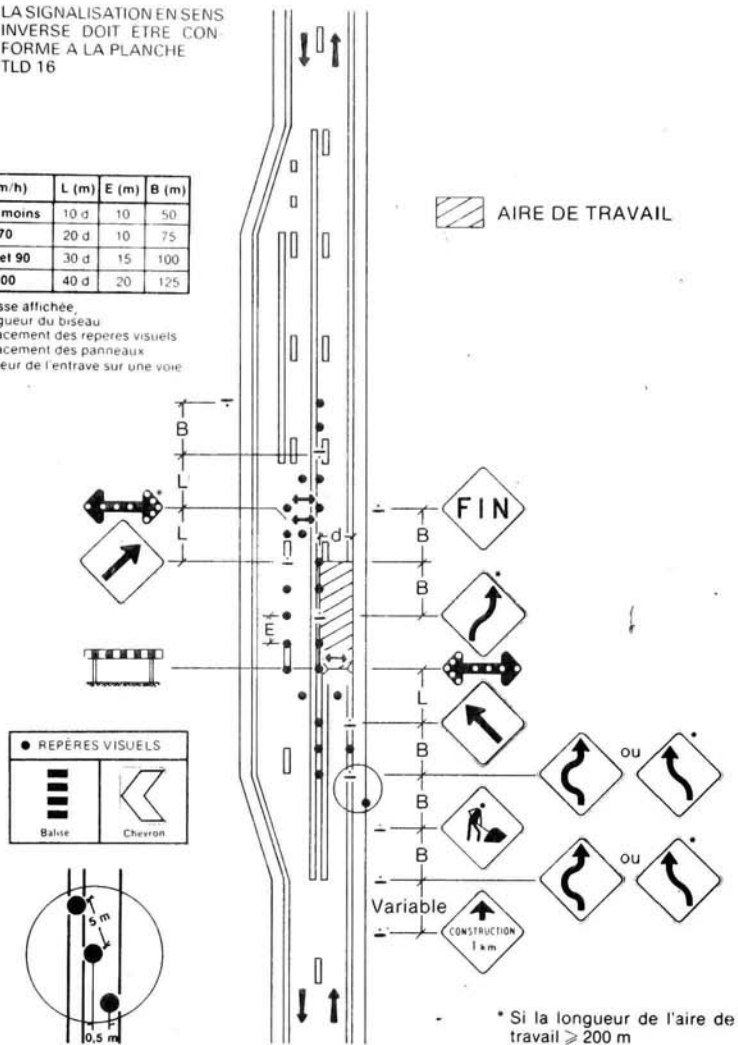 LA SIGNALISATION EN SENS
INVERSE DOIT ETRE CON-
FORME A LA PLANCHE
TLD 16
m/h) L (m) E (m) B (m)
moins 10 d 10 50
70 20 d 10 75
et 90 30 d 15 100
00 40 d 20 125
sse affichée,
gueur du biseau
acement des repères visuels
acement des panneaux
eur de l'entrave sur une voie
AIRE DE TRAVAIL
B
L
L
*
d
E
FIN
B
B
*
L
B
B
B
Variable
ou
*
ou
*
CONSTRUCTION
1 km
● REPÈRES VISUELS
Balise Chevron
5 m
0,5 m
* Si la longueur de l'aire de
travail ⩾ 200 m